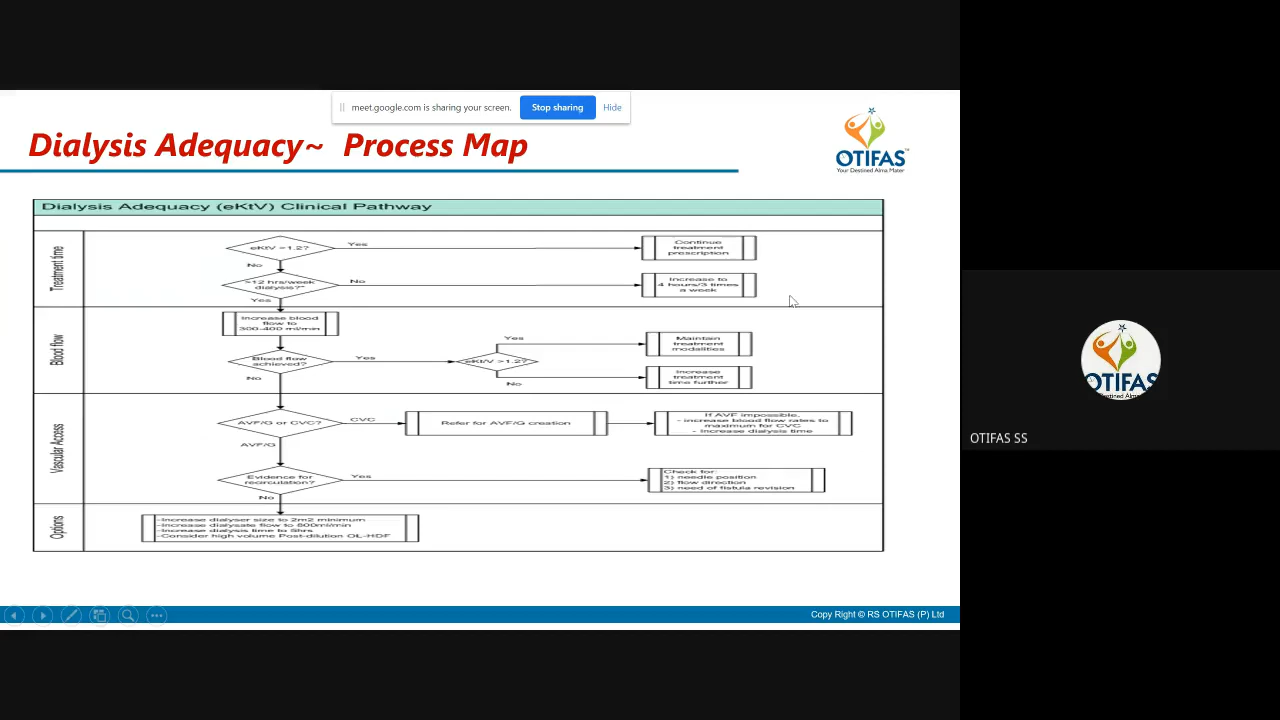 meet.google.com is sharing your screen.
Stop sharing
Hide
Dialysis Adequacy~ Process Map
OTIFAS
Your Destined Alma Mater
Dialysis Adequacy (eKtV) Clinical Pathway
Treatment time
eKtV >1.2?
Yes
Continue
treatment
prescription
No
>12 hrs/week
dialysis?*
No
Increase to
4 hours/3 times
a week
Yes
Blood flow
Increase blood
flow to
300-400 ml/min
Blood flow
achieved?
Yes
eKt/V >1.2?
Yes
Maintain
treatment
modalities
No
Increase
treatment
time further
No
Vascular Access
AVF/G or CVC?
CVC
Refer for AVF/G creation
If AVF impossible,
- increase blood flow rates to
maximum for CVC
- increase dialysis time
AVF/G
Evidence for
recirculation?
Yes
Check for:
1) needle position
2) flow direction
3) need of fistula revision
No
Options
-Increase dialyser size to 2m2 minimum
-Increase dialysate flow to 800ml/min
-Increase dialysis time to 5hrs
-Consider high volume Post-dilution OL-HDF
Copy Right © RS OTIFAS (P) Ltd
OTIFAS
OTIFAS SS